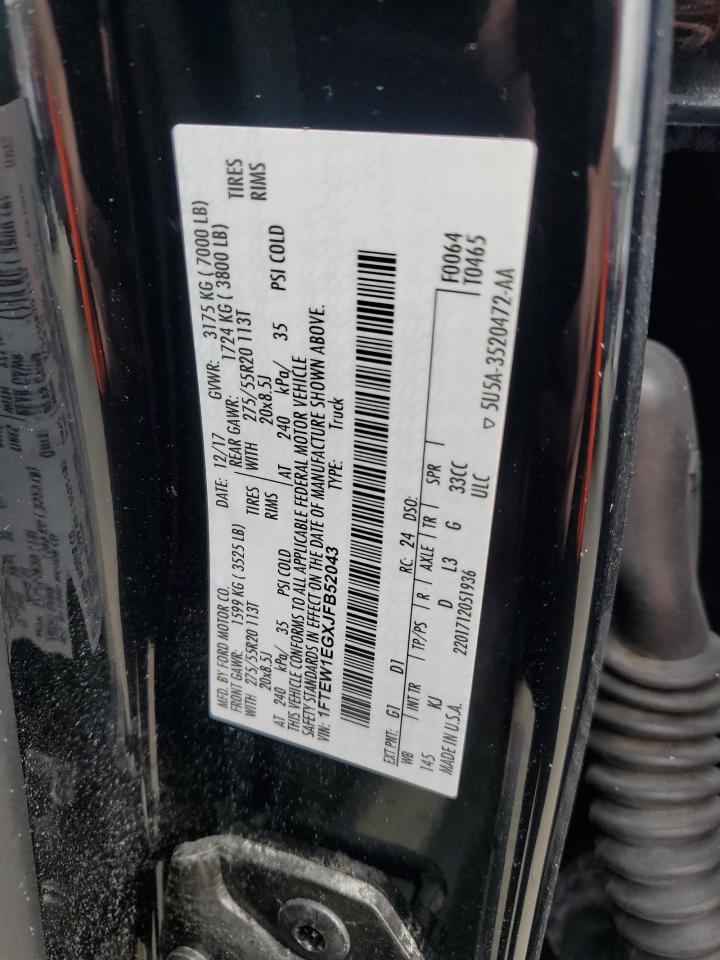 MFD. BY FORD MOTOR CO.
DATE: 12/17 GVWR: 3175 KG ( 7000 LB)
FRONT GAWR: 1599 KG ( 3525 LB)
REAR GAWR: 1724 KG ( 3800 LB)
WITH 275/55R20 113T TIRES
WITH 275/55R20 113T TIRES
20x8.5J RIMS
20x8.5J RIMS
AT 240 kPa/ 35 PSI COLD
AT 240 kPa/ 35 PSI COLD
THIS VEHICLE CONFORMS TO ALL APPLICABLE FEDERAL MOTOR VEHICLE
SAFETY STANDARDS IN EFFECT ON THE DATE OF MANUFACTURE SHOWN ABOVE.
VIN: 1FTEW1EGXJFB52043
TYPE: Truck
EXT PNT: G1 D1 RC: 24 DSO: F0064
WB INT TR TP/PS R AXLE TR SPR T0465
145 KJ D L3 G 33CC
MADE IN U.S.A. 2201712051936 ULC
▽ 5U5A-3520472-AA